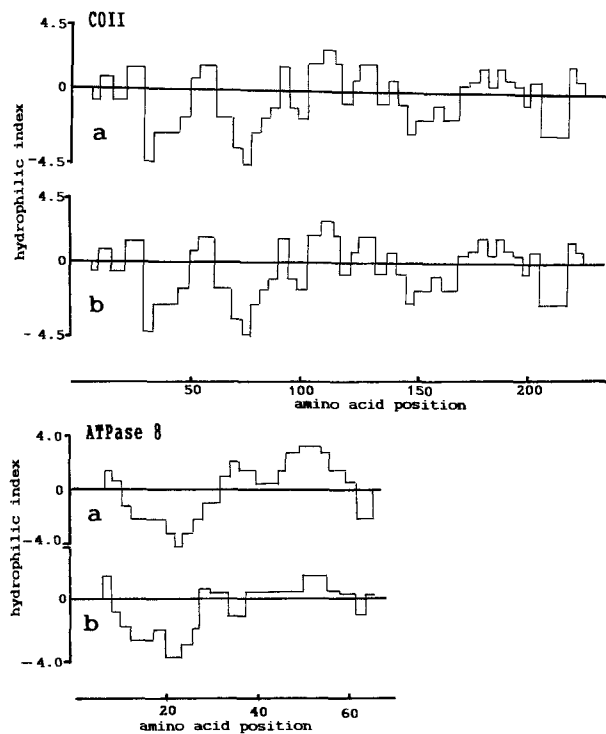 COII
4.5
0
a
-4.5
4.5
0
b
-4.5
hydrophilic index
50
100
150
200
amino acid position
ATPase 8
4.0
0
a
-4.0
0
b
-4.0
hydrophilic index
20
40
60
amino acid position